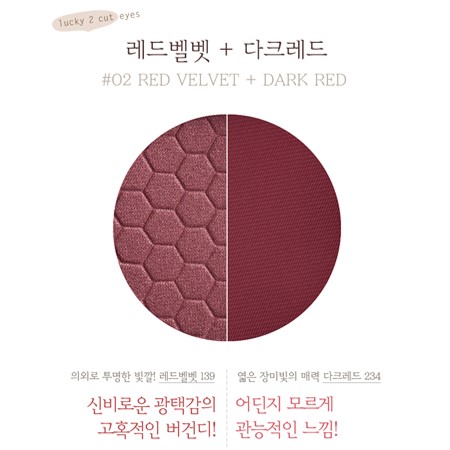 lucky 2 cut eyes
레드벨벳 + 다크레드
#02 RED VELVET + DARK RED
의외로 투명한 빛깔! 레드벨벳 139
신비로운 광택감의
고혹적인 버건디!
엷은 장미빛의 매력 다크레드 234
어딘지 모르게
관능적인 느낌!